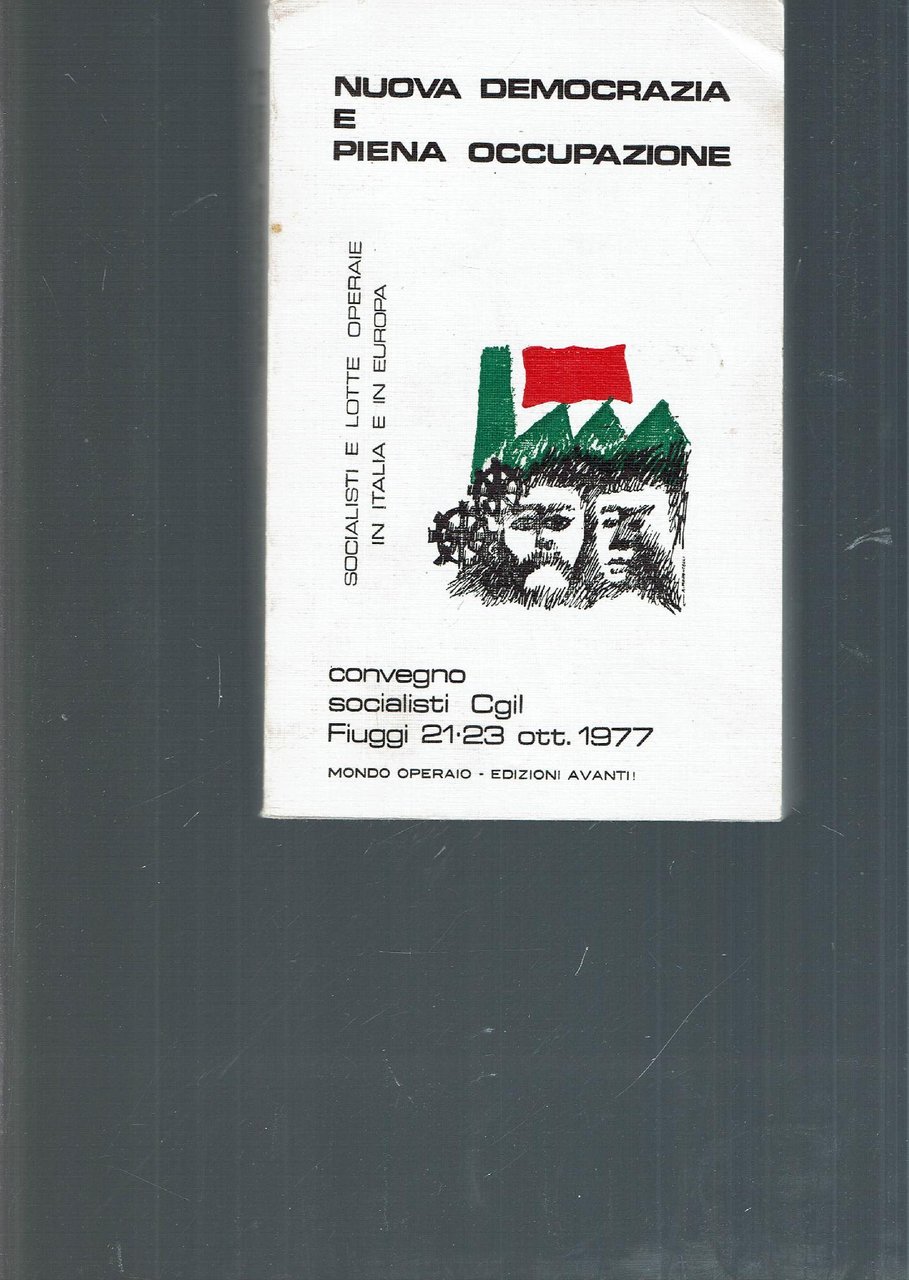 NUOVA DEMOCRAZIA
E
PIENA OCCUPAZIONE
SOCIALISTI E LOTTE OPERAIE
IN ITALIA E IN EUROPA
convegno
socialisti Cgil
Fiuggi 21·23 ott. 1977
MONDO OPERAIO - EDIZIONI AVANTI!